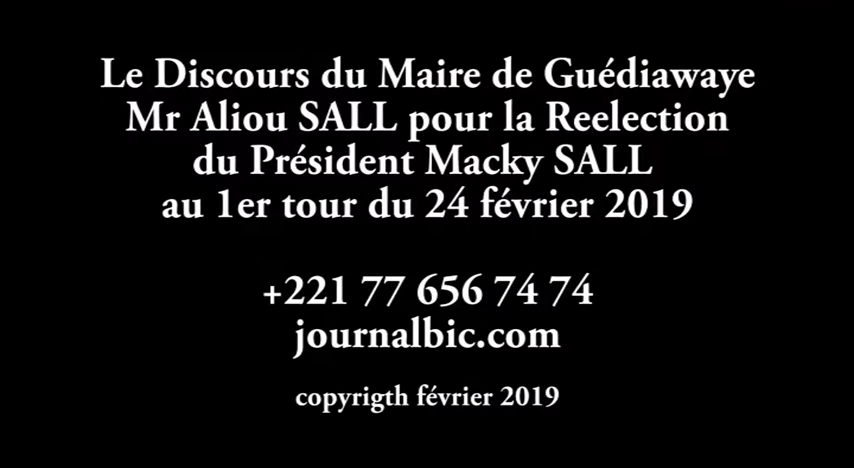 Le Discours du Maire de Guédiawaye
Mr Aliou SALL pour la Reelection
du Président Macky SALL
au 1er tour du 24 février 2019
+221 77 656 74 74
journalbic.com
copyrigth février 2019